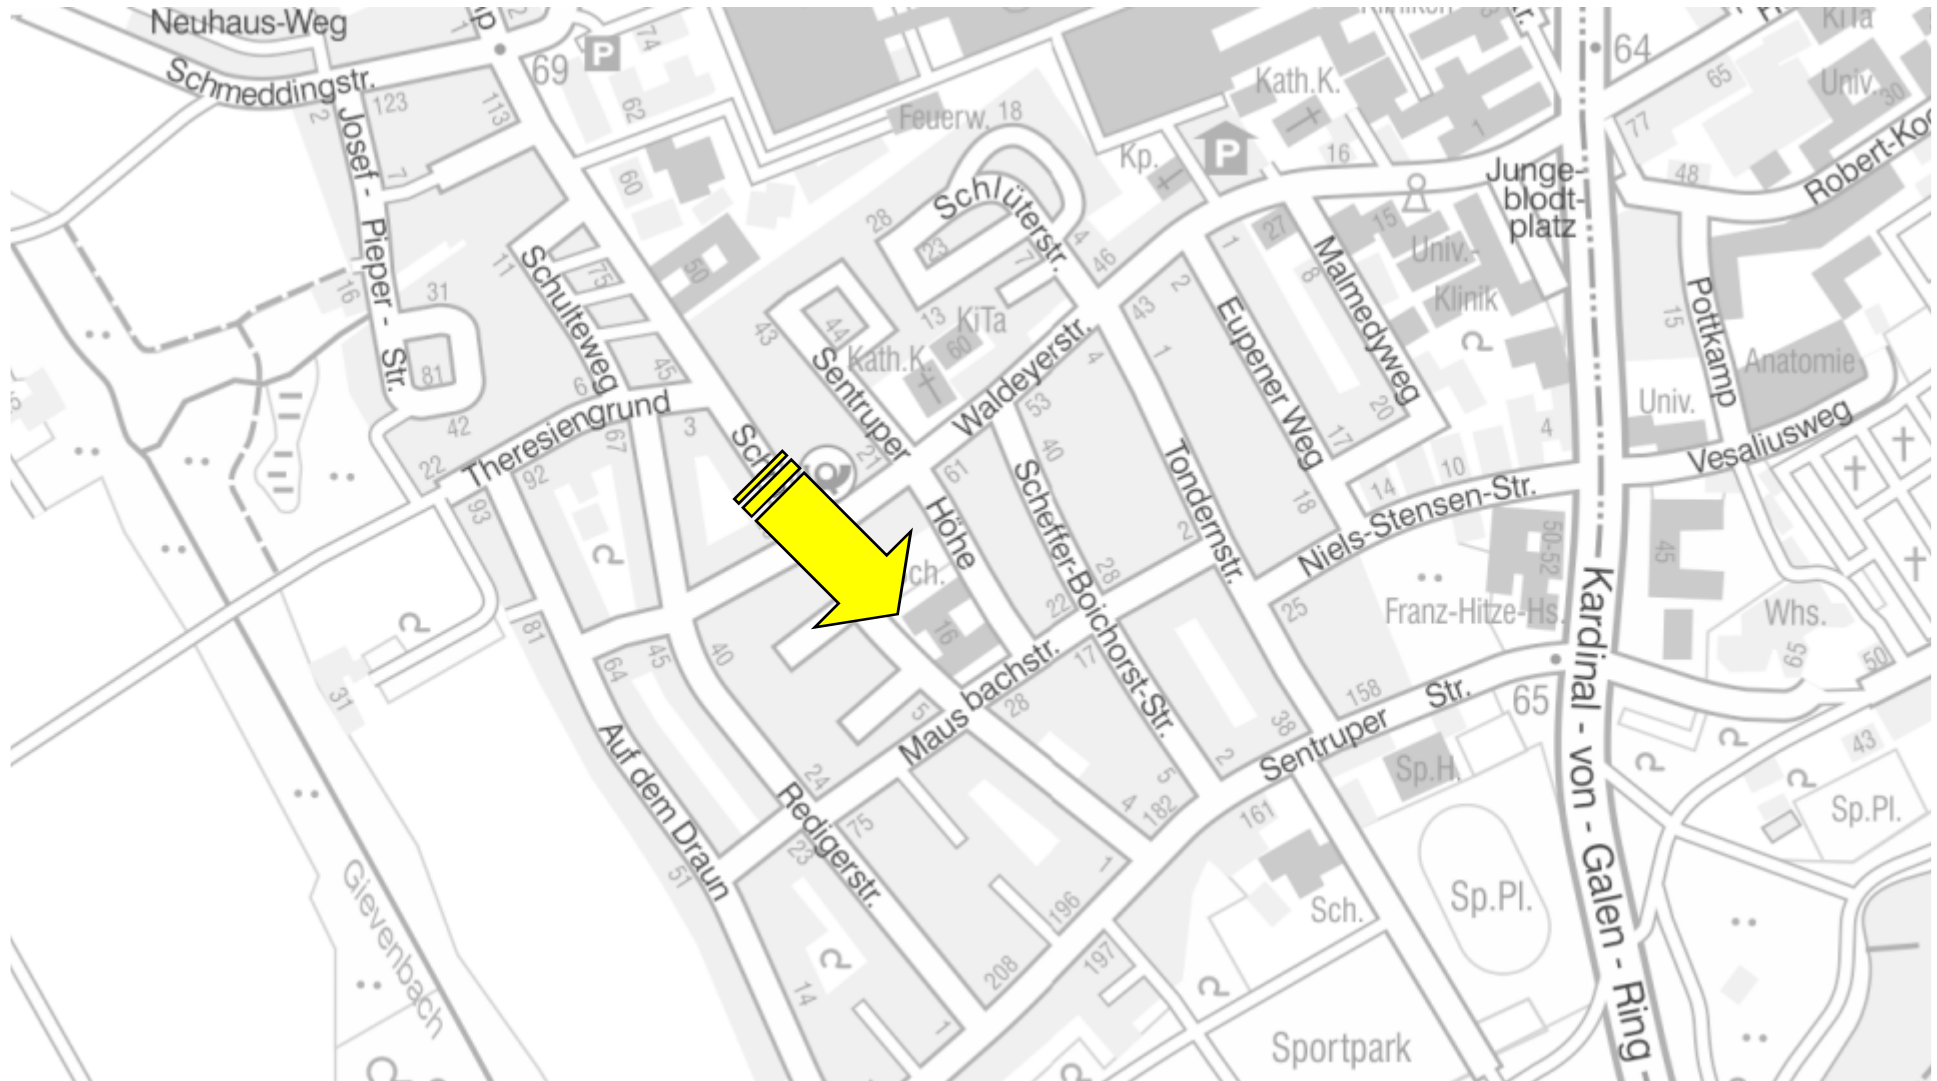 Neuhaus-Weg
Schmeddingstr.
2
123
113
69
P
74
62
Feuerw.
18
Kath.K.
Kp.
P
16
1
Junge-
blodt-
platz
64
KiTa
65
Univ.
30
77
48
Josef - Pieper - Str.
7
60
50
28
Schlüterstr.
23
7
4
46
27
15
Univ.-
Klinik
Malmedyweg
8
20
Pottkamp
15
Anatomie
Univ.
Vesaliusweg
16
31
81
11
Schulteweg
75
6
45
43
44
13
KiTa
60
Kath.K.
Sentruper
Höhe
Waldeyerstr.
21
43
2
1
1
Eupener Weg
17
18
4
Tondernstr.
2
42
22
Theresiengrund
3
67
92
93
53
40
61
Scheffer-Boichorst-Str.
28
22
14
10
4
Niels-Stensen-Str.
50-52
45
Franz-Hitze-Hs.
Kardinal - von - Galen - Ring -
Whs.
65
50
16
25
158
65
Sentruper Str.
38
2
81
64
45
40
5
Mausbachstr.
28
17
31
Auf dem Draun
24
Redigerstr.
75
23
51
4
5
182
161
Sp.H.
43
Sp.Pl.
Sp.Pl.
Sch.
1
196
208
197
14
1
Gievenbach
Sportpark